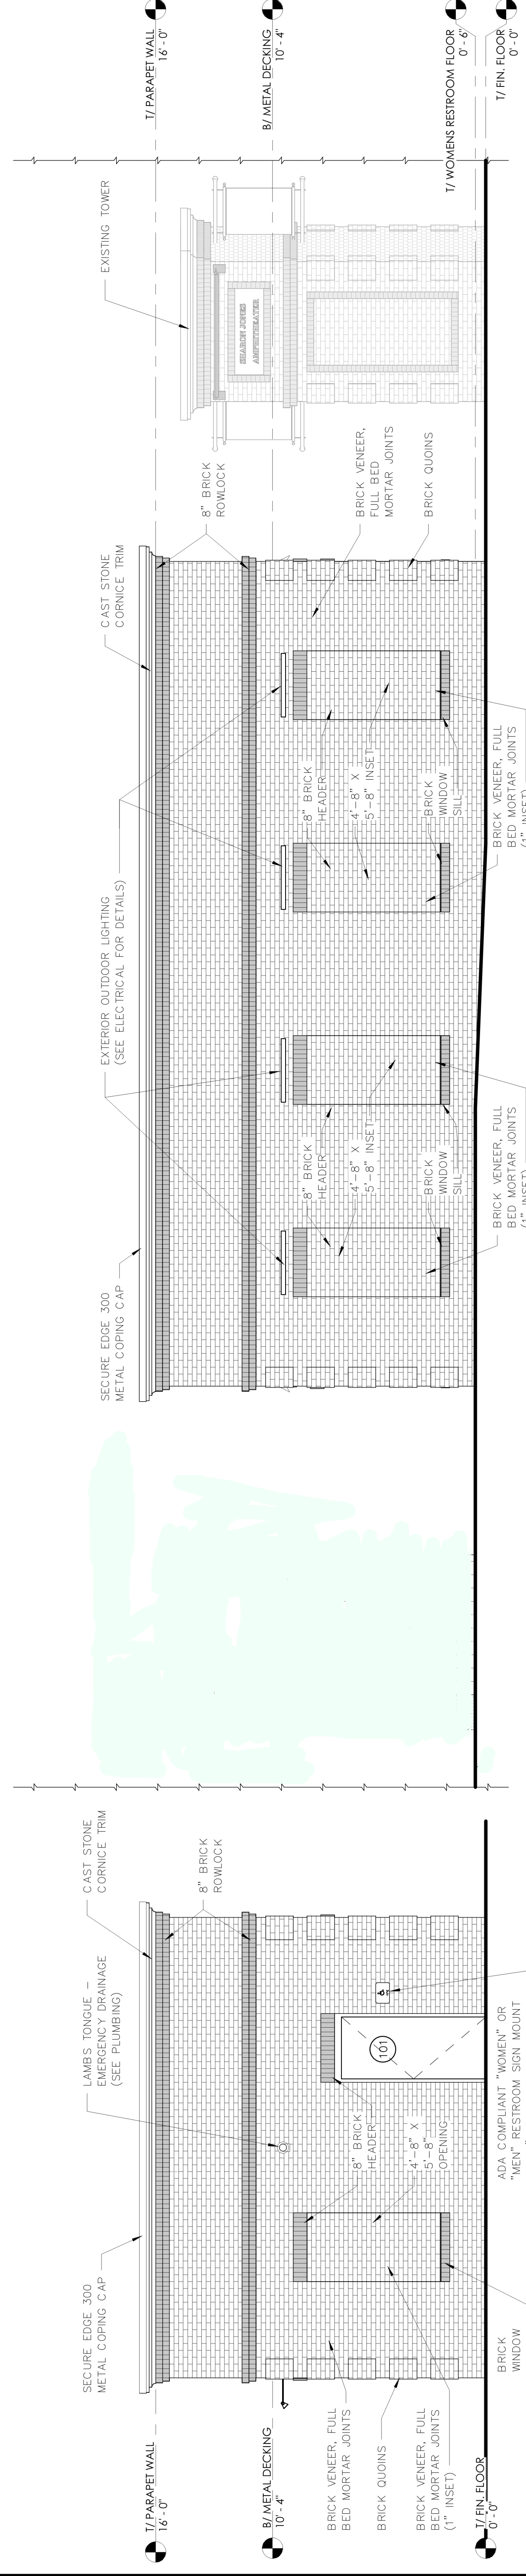 T/ PARAPET WALL
16' - 0"
B/ METAL DECKING
10' - 4"
T/ FIN. FLOOR
0' - 0"
SECURE EDGE 300
METAL COPING CAP
LAMBS TONGUE –
EMERGENCY DRAINAGE
(SEE PLUMBING)
CAST STONE
CORNICE TRIM
8" BRICK
ROWLOCK
8" BRICK
HEADER
4'-8" X
5'-8"
OPENING
101
BRICK VENEER, FULL
BED MORTAR JOINTS
BRICK QUOINS
BRICK VENEER, FULL
BED MORTAR JOINTS
(1" INSET)
BRICK
WINDOW
ADA COMPLIANT "WOMEN" OR
"MEN" RESTROOM SIGN MOUNT
SECURE EDGE 300
METAL COPING CAP
EXTERIOR OUTDOOR LIGHTING
(SEE ELECTRICAL FOR DETAILS)
CAST STONE
CORNICE TRIM
8" BRICK
ROWLOCK
EXISTING TOWER
SHARON JONES
AMPHITHEATER
8" BRICK
HEADER
4'-8" X
5'-8" INSET
BRICK
WINDOW
SILL
BRICK VENEER, FULL
BED MORTAR JOINTS
(1" INSET)
8" BRICK
HEADER
4'-8" X
5'-8" INSET
BRICK
WINDOW
SILL
BRICK VENEER, FULL
BED MORTAR JOINTS
(1" INSET)
BRICK VENEER,
FULL BED
MORTAR JOINTS
BRICK QUOINS
T/ PARAPET WALL
16' - 0"
B/ METAL DECKING
10' - 4"
T/ WOMENS RESTROOM FLOOR
0' - 6"
T/ FIN. FLOOR
0' - 0"